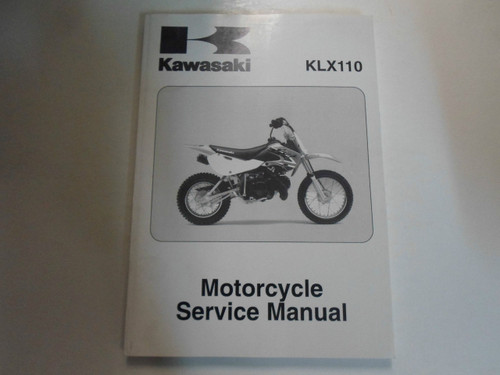 Kawasaki
KLX110
Motorcycle
Service Manual